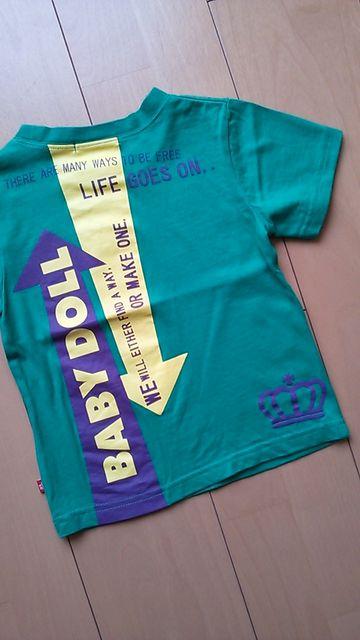 THERE ARE MANY WAYS TO BE FREE
LIFE GOES ON..
WE WILL EITHER FIND A WAY,
OR MAKE ONE.
BABY DOLL